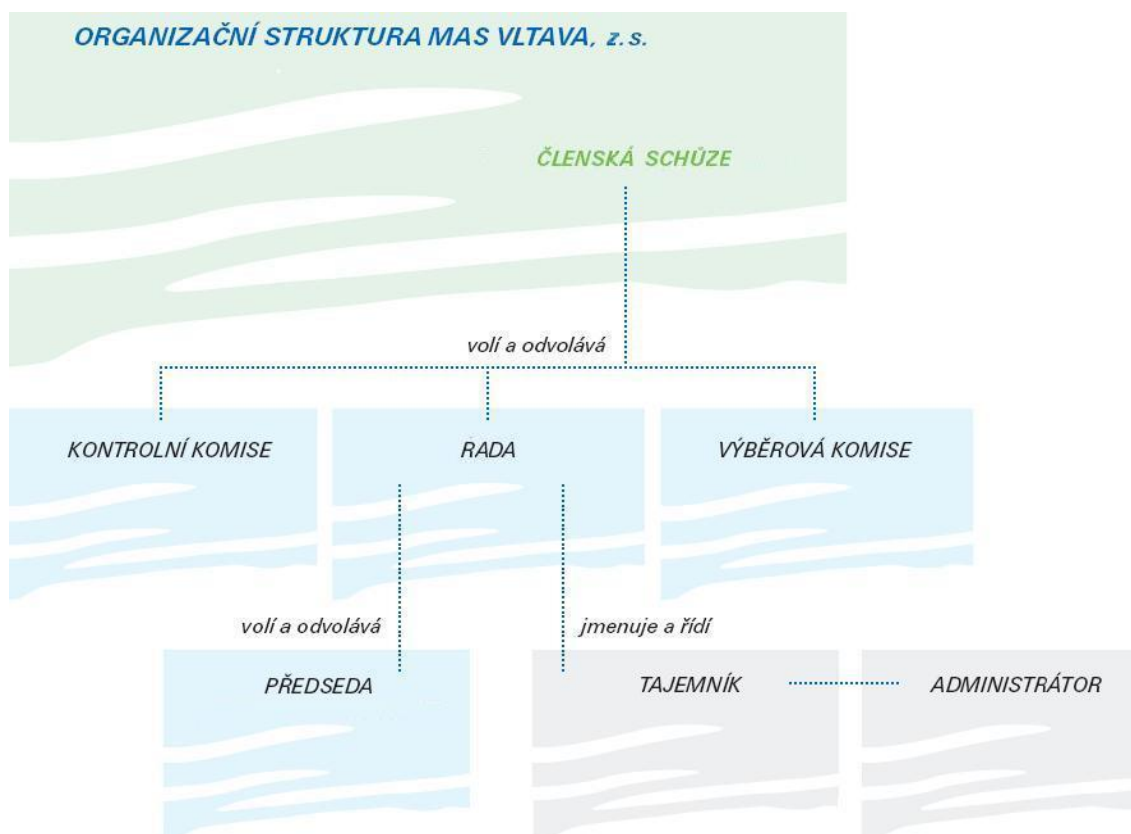 ORGANIZAČNÍ STRUKTURA MAS VLTAVA, z.s.
ČLENSKÁ SCHŮZE
volí a odvolává
KONTROLNÍ KOMISE
RADA
VÝBĚROVÁ KOMISE
volí a odvolává
jmenuje a řídí
PŘEDSEDA
TAJEMNÍK
ADMINISTRÁTOR